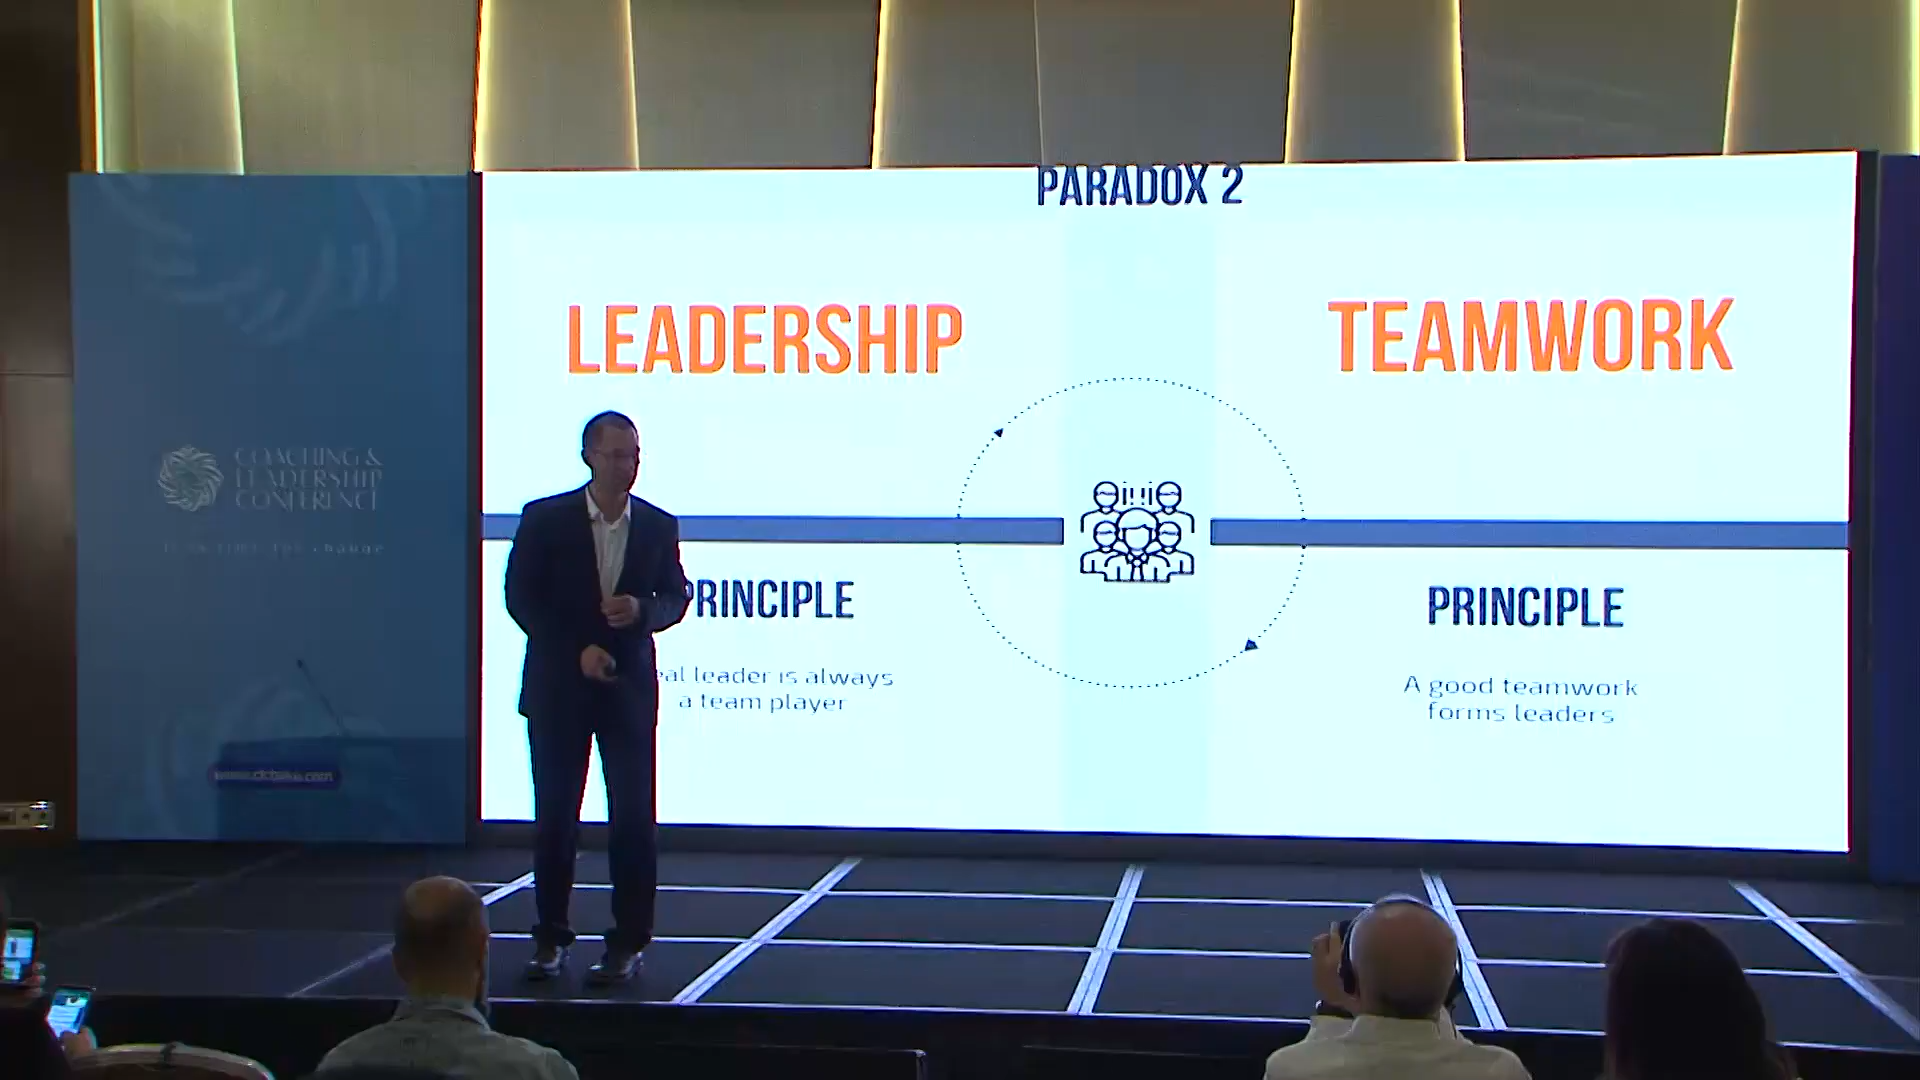 PARADOX 2
LEADERSHIP
TEAMWORK
COACHING &
LEADERSHIP
CONFERENCE
PRINCIPLE
leader is always
a team player
PRINCIPLE
A good teamwork
forms leaders